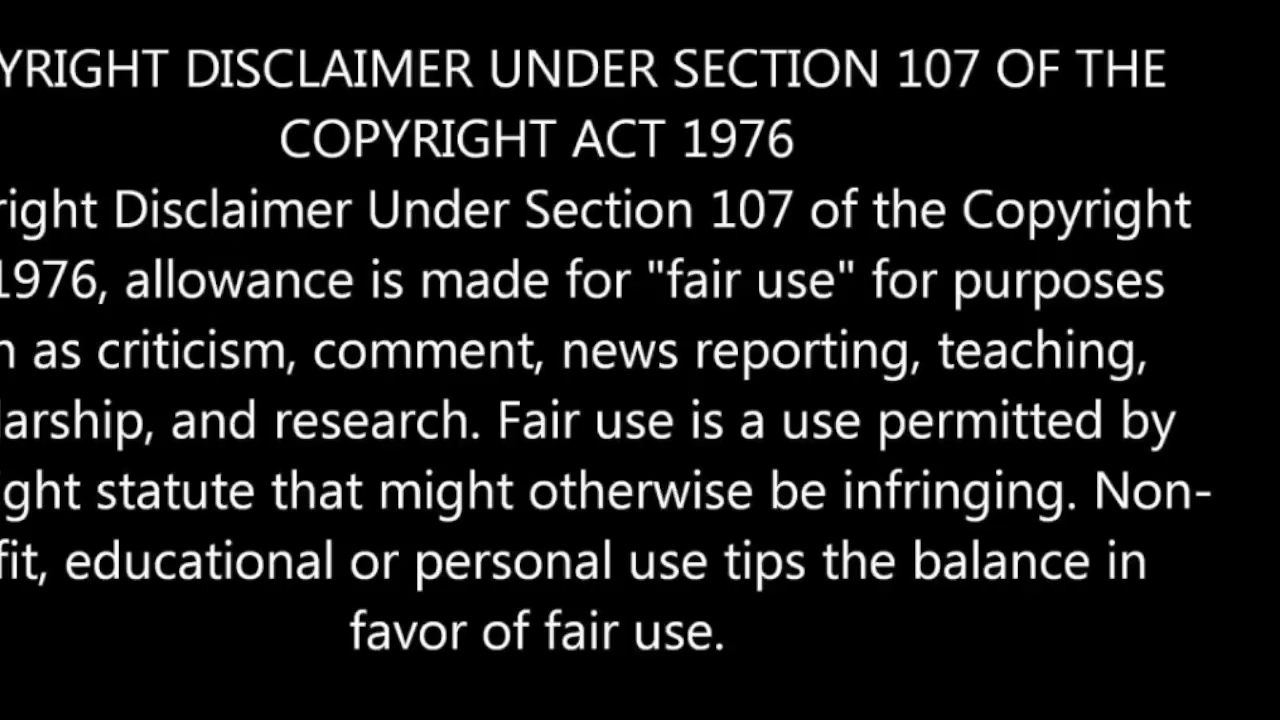 YRIGHT DISCLAIMER UNDER SECTION 107 OF THE
COPYRIGHT ACT 1976
right Disclaimer Under Section 107 of the Copyright
1976, allowance is made for "fair use" for purposes
h as criticism, comment, news reporting, teaching,
larship, and research. Fair use is a use permitted by
ight statute that might otherwise be infringing. Non-
fit, educational or personal use tips the balance in
favor of fair use.